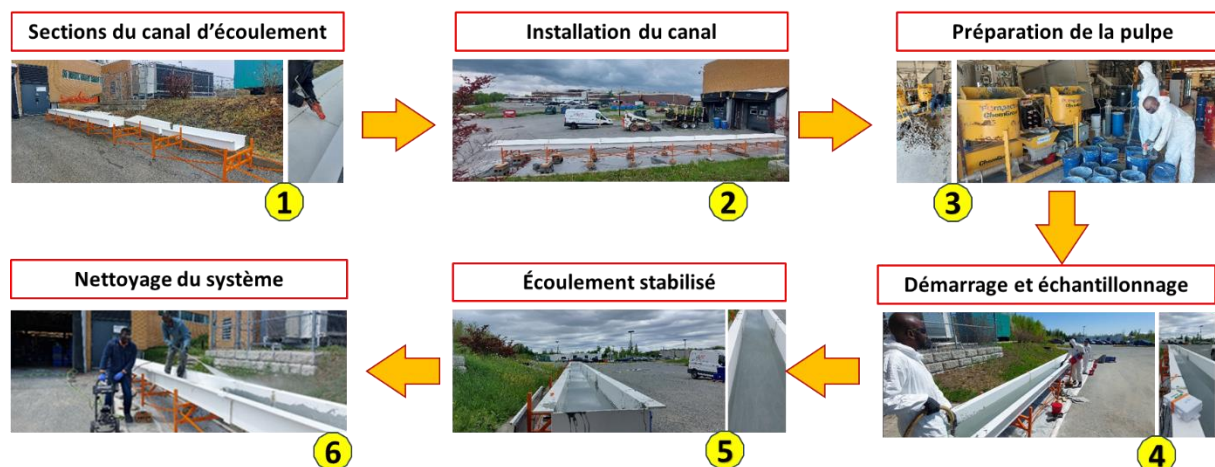 Sections du canal d'écoulement
Installation du canal
Préparation de la pulpe
1
2
3
Démarrage et échantillonnage
4
Écoulement stabilisé
5
Nettoyage du système
6